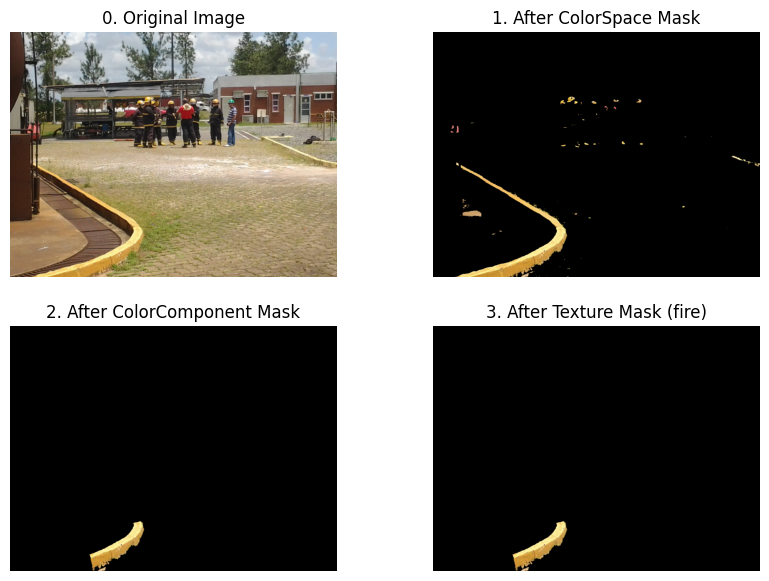 0. Original Image
1. After ColorSpace Mask
2. After ColorComponent Mask
3. After Texture Mask (fire)